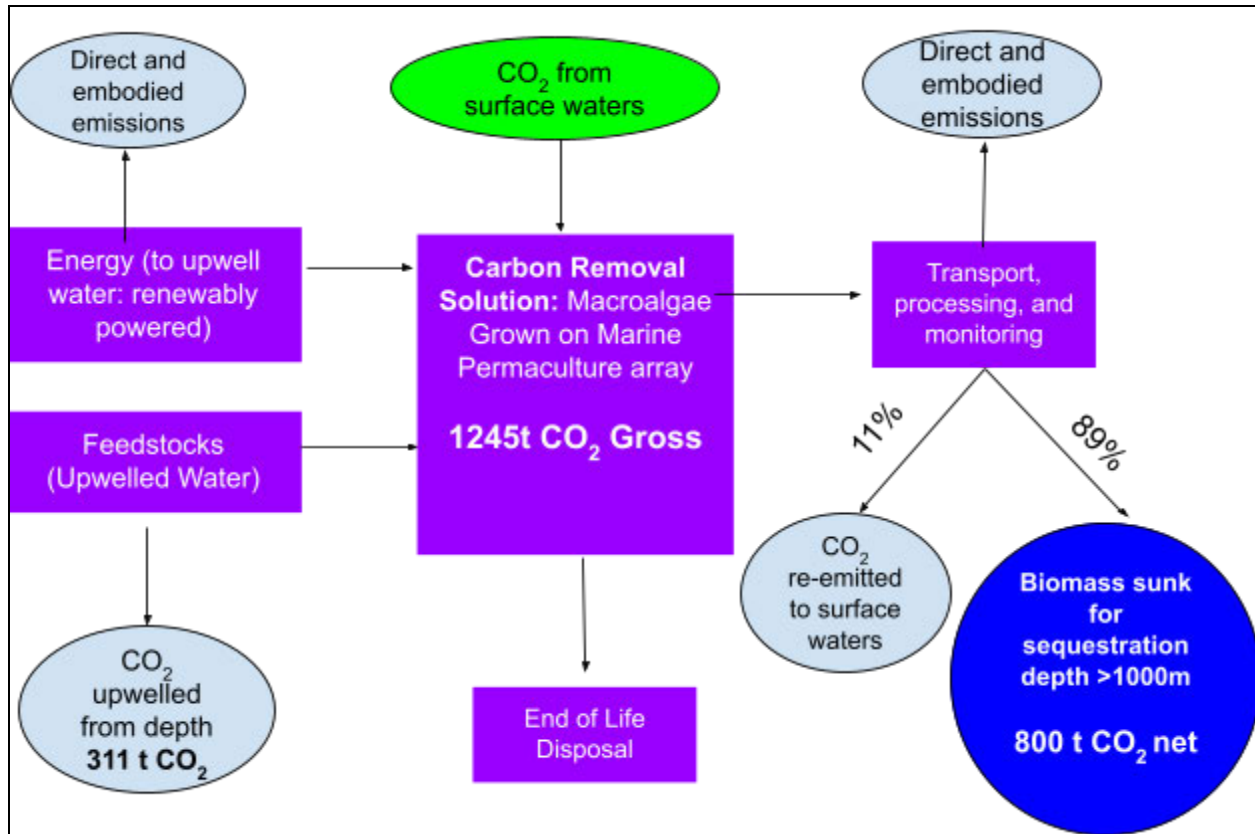 Direct and
embodied
emissions
CO₂ from
surface waters
Direct and
embodied
emissions
Energy (to upwell
water: renewably
powered)
Carbon Removal
Solution: Macroalgae
Grown on Marine
Permaculture array
1245t CO₂ Gross
Transport,
processing, and
monitoring
Feedstocks
(Upwelled Water)
11%
89%
CO₂
upwelled
from depth
311 t CO₂
End of Life
Disposal
CO₂
re-emitted
to surface
waters
Biomass sunk
for
sequestration
depth >1000m
800 t CO₂ net